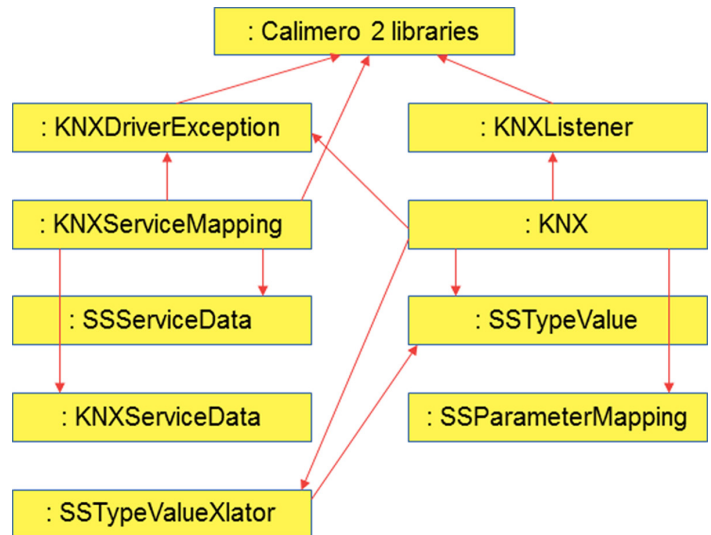 : Calimero 2 libraries
: KNXDriverException
: KNXListener
: KNXServiceMapping
: KNX
: SSServiceData
: SSTypeValue
: KNXServiceData
: SSParameterMapping
: SSTypeValueXlator